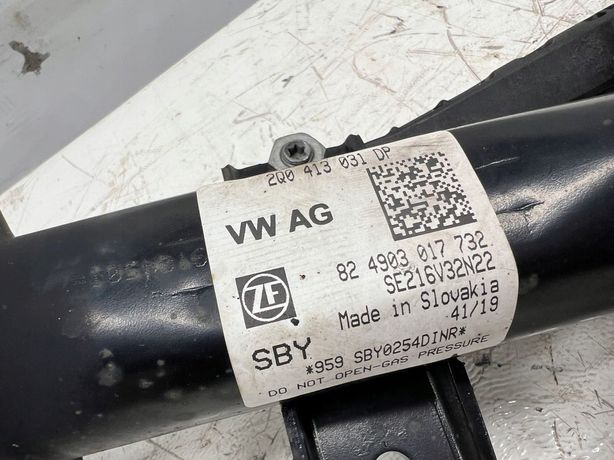 2Q0 413 031 DP
VW AG
82 4903 017 732
SE216V32N22
ZF
Made in Slovakia
41/19
SBY
*959 SBY0254DINR*
DO NOT OPEN-GAS PRESSURE